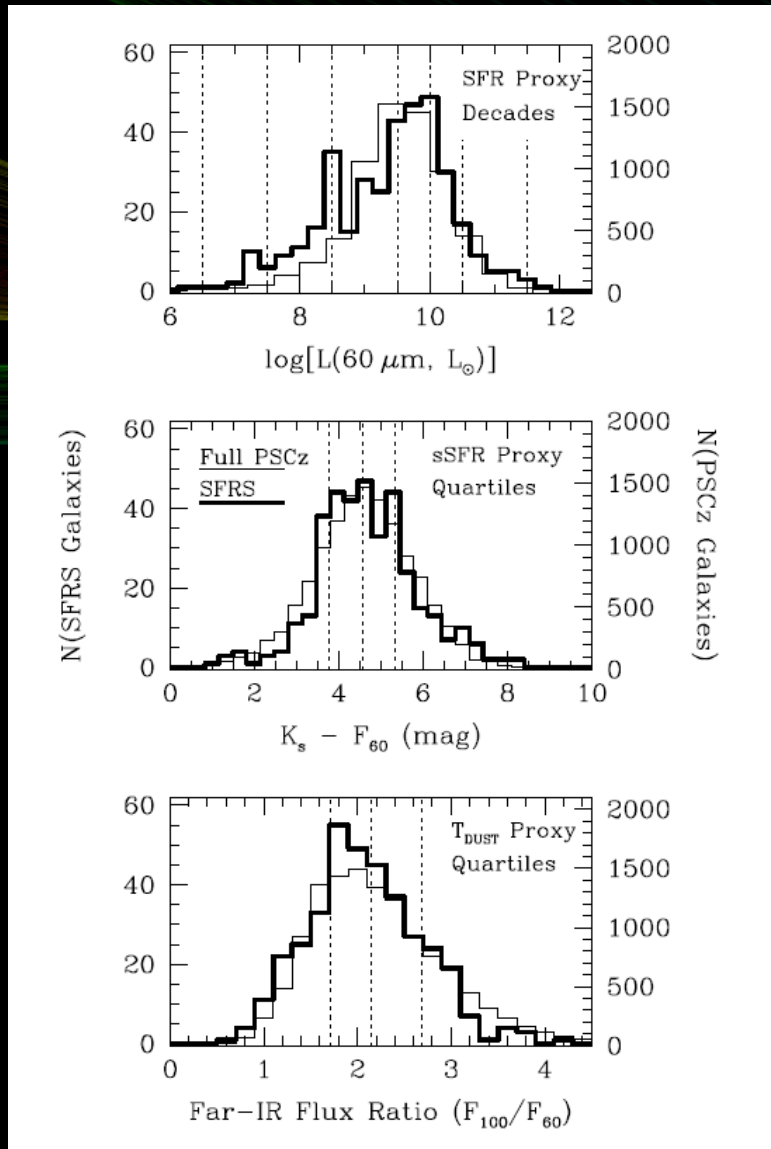 60
40
20
0
2000
1500
1000
500
0
SFR Proxy
Decades
6 8 10 12
log[L(60 μm, L☉)]
N(SFRS Galaxies)
60
40
20
0
Full PSCz
SFRS
sSFR Proxy
Quartiles
2000
1500
1000
500
0
N(PSCz Galaxies)
0 2 4 6 8 10
Kₛ − F₆₀ (mag)
60
40
20
0
T_DUST Proxy
Quartiles
2000
1500
1000
500
0
0 1 2 3 4
Far−IR Flux Ratio (F₁₀₀/F₆₀)